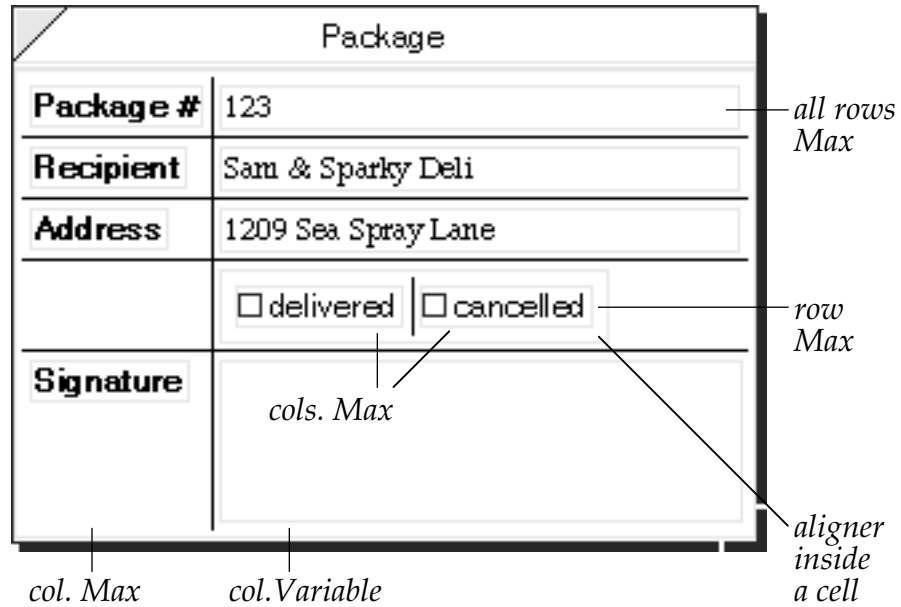 Package
Package # 123
all rows
Max
Recipient Sam & Sparky Deli
Address 1209 Sea Spray Lane
delivered cancelled
row
Max
Signature
cols. Max
aligner
inside
a cell
col. Max
col.Variable